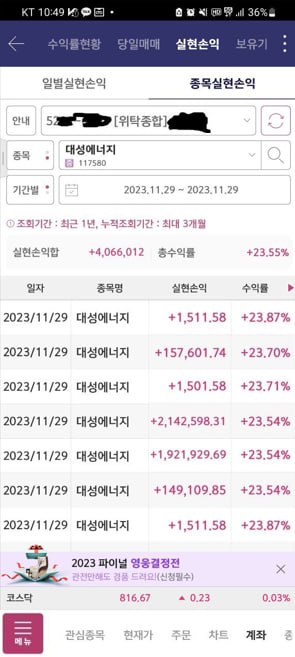 KT 10:49 36%
수익률현황 당일매매 실현손익 보유기
일별실현손익 종목실현손익
안내 52 [위탁종합]
종목 대성에너지
117580
기간별 2023.11.29 ~ 2023.11.29
조회기간 : 최근 1년, 누적조회기간 : 최대 3개월
실현손익합 +4,066,012 총수익률 +23.55%
일자 종목명 실현손익 수익률
2023/11/29 대성에너지 +1,511.58 +23.87%
2023/11/29 대성에너지 +157,601.74 +23.70%
2023/11/29 대성에너지 +1,501.58 +23.71%
2023/11/29 대성에너지 +2,142,598.31 +23.54%
2023/11/29 대성에너지 +1,921,929.69 +23.54%
2023/11/29 대성에너지 +149,109.85 +23.54%
2023/11/29 대성에너지 +1,511.58 +23.87%
2023 파이널 영웅결정전
관전만해도 경품 드려요!(신청필수)
코스닥 816.67 ▲ 0.23 0.03%
메뉴 관심종목 현재가 주문 차트 계좌 종